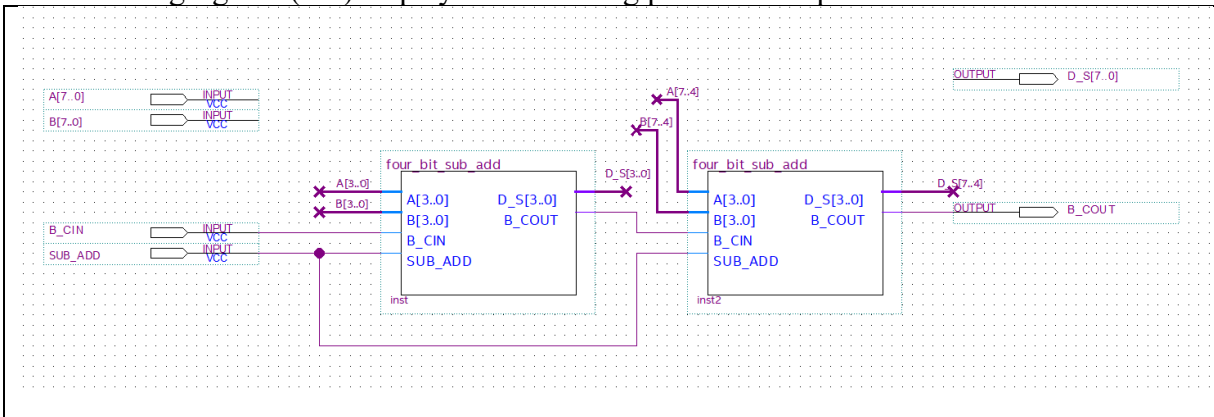 OUTPUT D_S[7..0]
A[7..0] INPUT VCC
A[7..4]
B[7..0] INPUT VCC
B[7..4]
four_bit_sub_add
four_bit_sub_add
A[3..0]
D_S[3..0]
D_S[7..4]
A[3..0] D_S[3..0]
A[3..0] D_S[3..0]
B[3..0]
B[3..0] B_COUT
B[3..0] B_COUT
OUTPUT B_COUT
B_CIN INPUT VCC
B_CIN
B_CIN
SUB_ADD INPUT VCC
SUB_ADD
SUB_ADD
inst
inst2